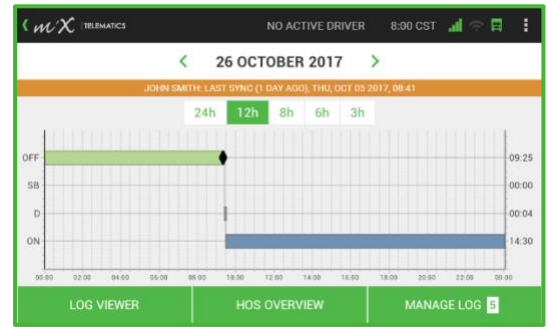 miX TELEMATICS NO ACTIVE DRIVER 8:00 CST
26 OCTOBER 2017
JOHN SMITH: LAST SYNC (1 DAY AGO), THU, OCT 05 2017, 08:41
24h 12h 8h 6h 3h
OFF 09:25
SB 00:00
D 00:04
ON 14:30
00:00 02:00 04:00 06:00 08:00 10:00 12:00 14:00 16:00 18:00 20:00 22:00 00:00
LOG VIEWER HOS OVERVIEW MANAGE LOG 5